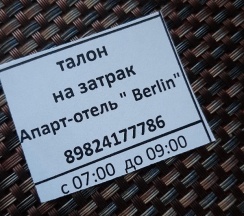 талон
на затрак
Апарт-отель " Berlin"
89824177786
с 07:00 до 09:00